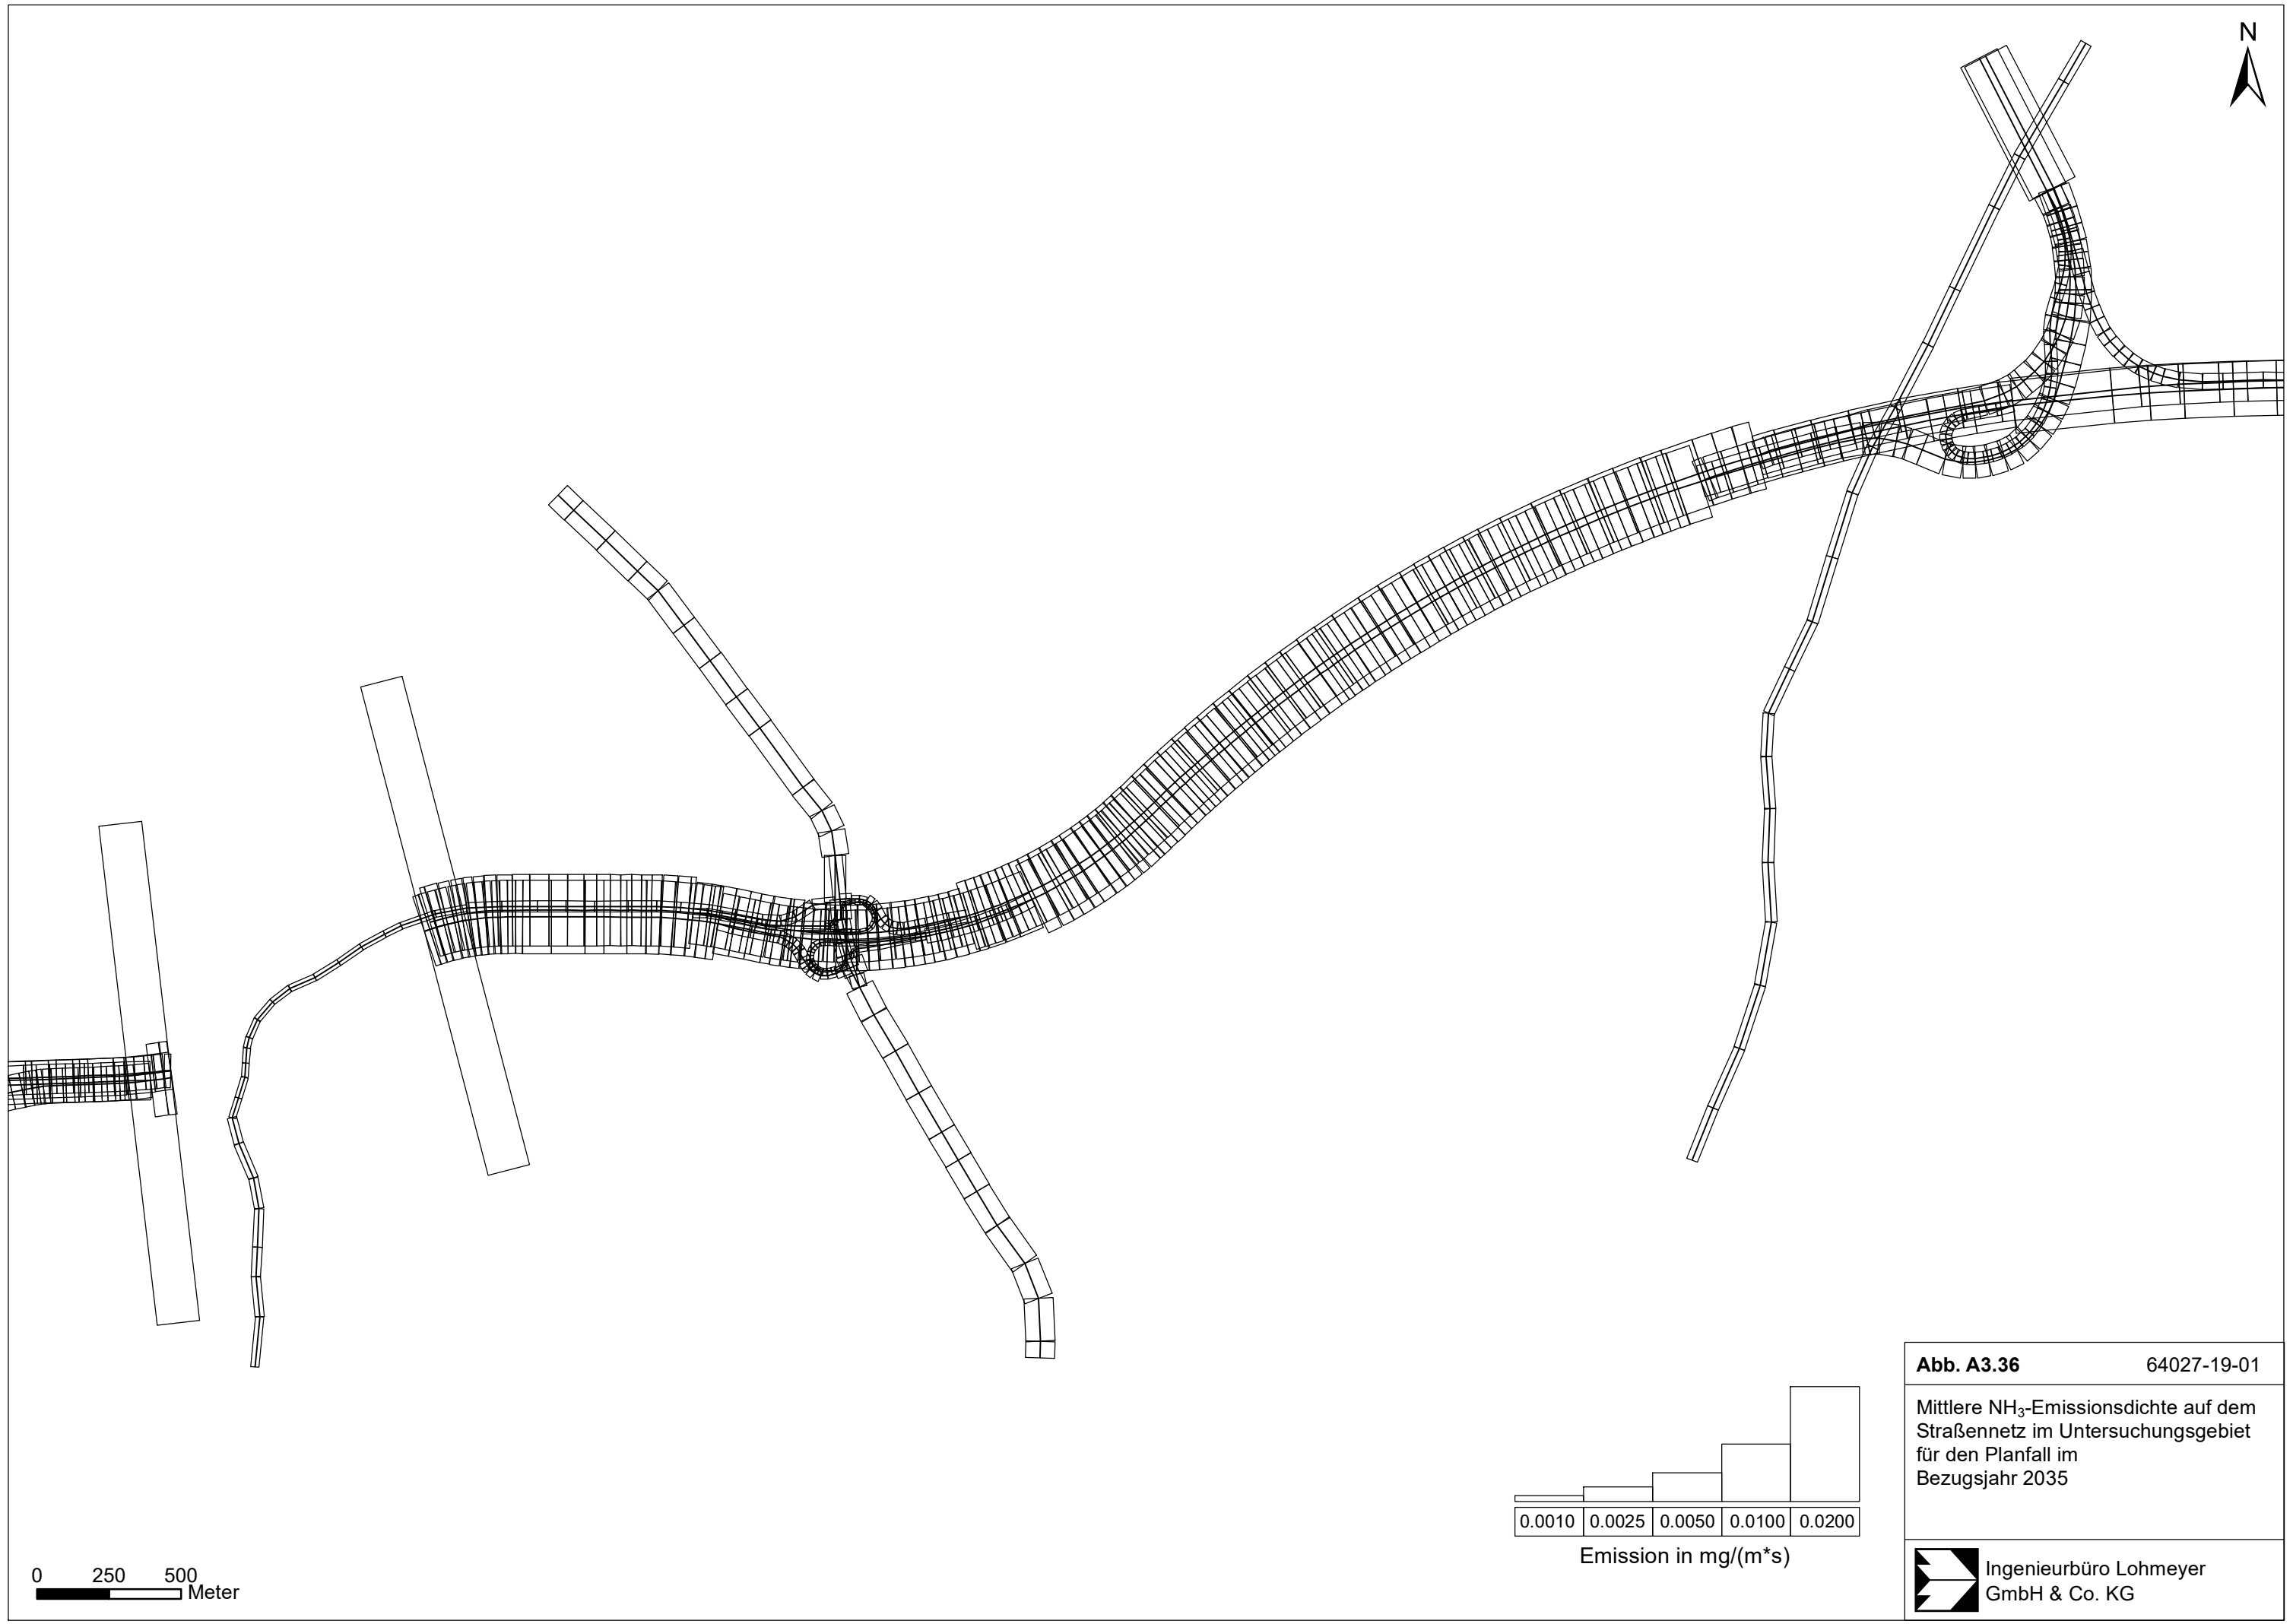 N
Abb. A3.36 64027-19-01
Mittlere NH₃-Emissionsdichte auf dem
Straßennetz im Untersuchungsgebiet
für den Planfall im
Bezugsjahr 2035
0.0010 0.0025 0.0050 0.0100 0.0200
Emission in mg/(m*s)
0 250 500
Meter
Ingenieurbüro Lohmeyer
GmbH & Co. KG